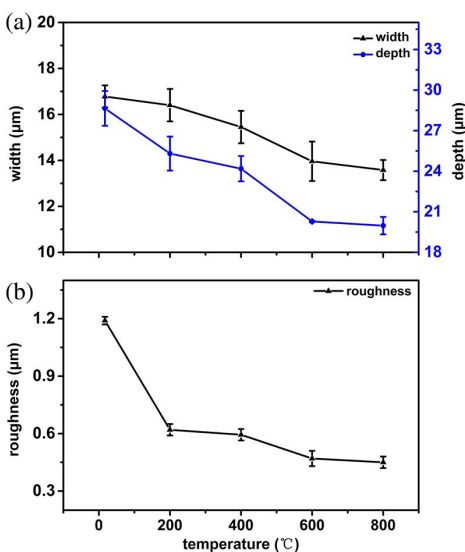 (a)
20
18
16
14
12
10
width (μm)
width
depth
33
30
27
24
21
18
depth (μm)
(b)
roughness
1.2
0.9
0.6
0.3
roughness (μm)
0 200 400 600 800
temperature (℃)